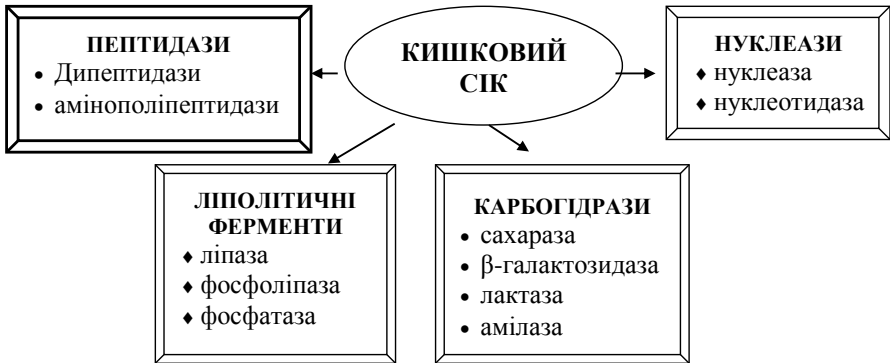 КИШКОВИЙ
СІК
ПЕПТИДАЗИ
• Дипептидази
• амінополіпептидази
НУКЛЕАЗИ
♦ нуклеаза
♦ нуклеотидаза
ЛІПОЛІТИЧНІ
ФЕРМЕНТИ
♦ ліпаза
♦ фосфоліпаза
♦ фосфатаза
КАРБОГІДРАЗИ
• сахараза
• β-галактозидаза
• лактаза
• амілаза